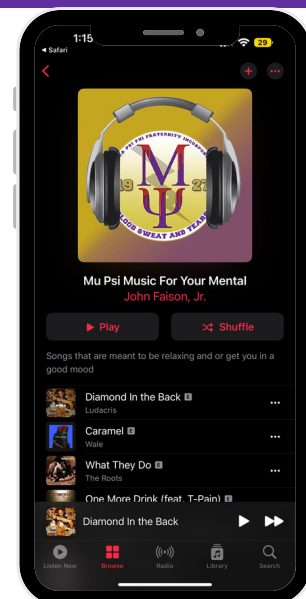 1:15
29
◀ Safari
MU PSI PHI FRATERNITY INCORPORATED
19 M 27
Ψ
BLOOD SWEAT AND TEARS
Mu Psi Music For Your Mental
John Faison, Jr.
Play
Shuffle
Songs that are meant to be relaxing and or get you in a
good mood
Diamond In the Back E
Ludacris
Caramel E
Wale
What They Do E
The Roots
One More Drink (feat. T-Pain) E
Diamond In the Back
Listen Now
Browse
Radio
Library
Search